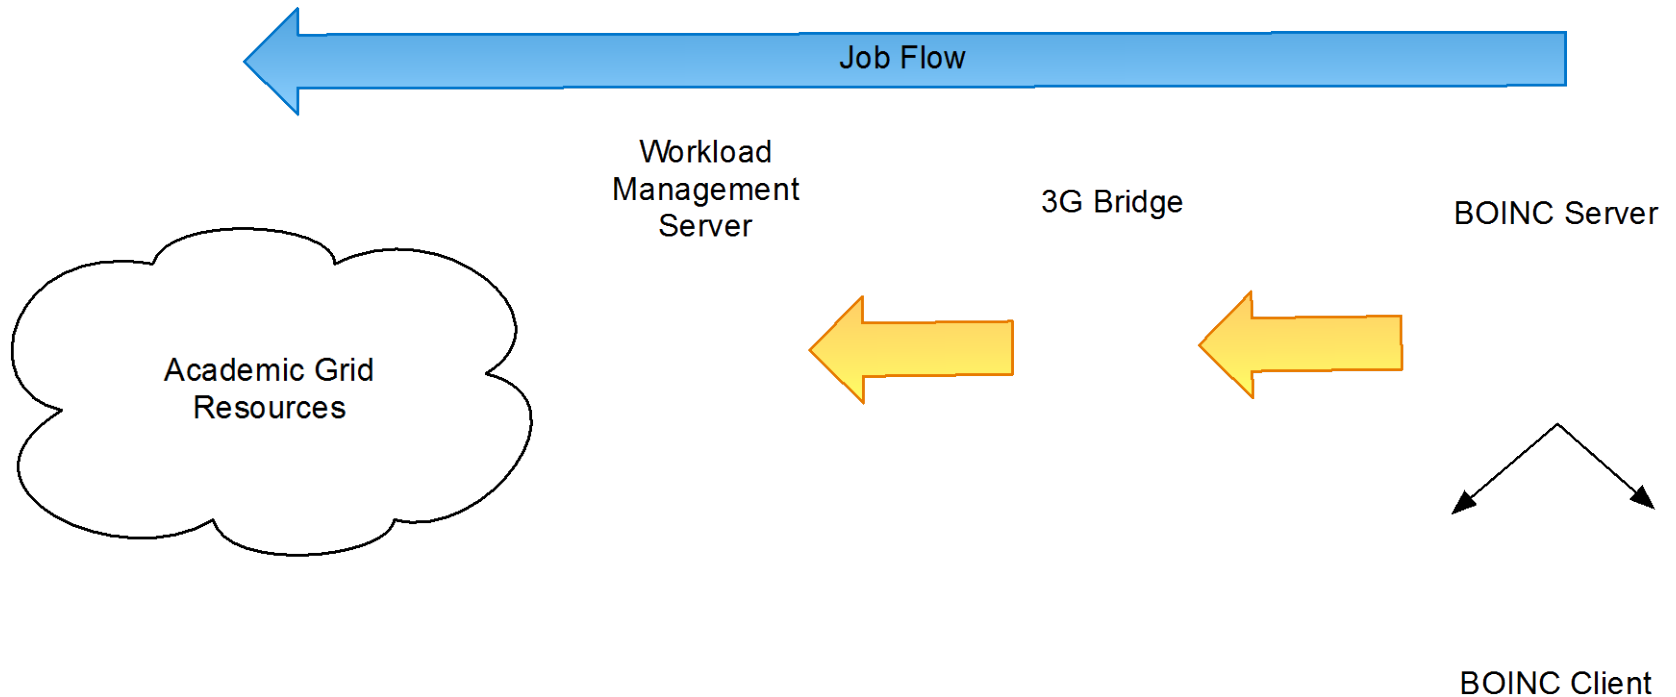 Job Flow
Workload
Management
Server
3G Bridge
BOINC Server
Academic Grid
Resources
BOINC Client